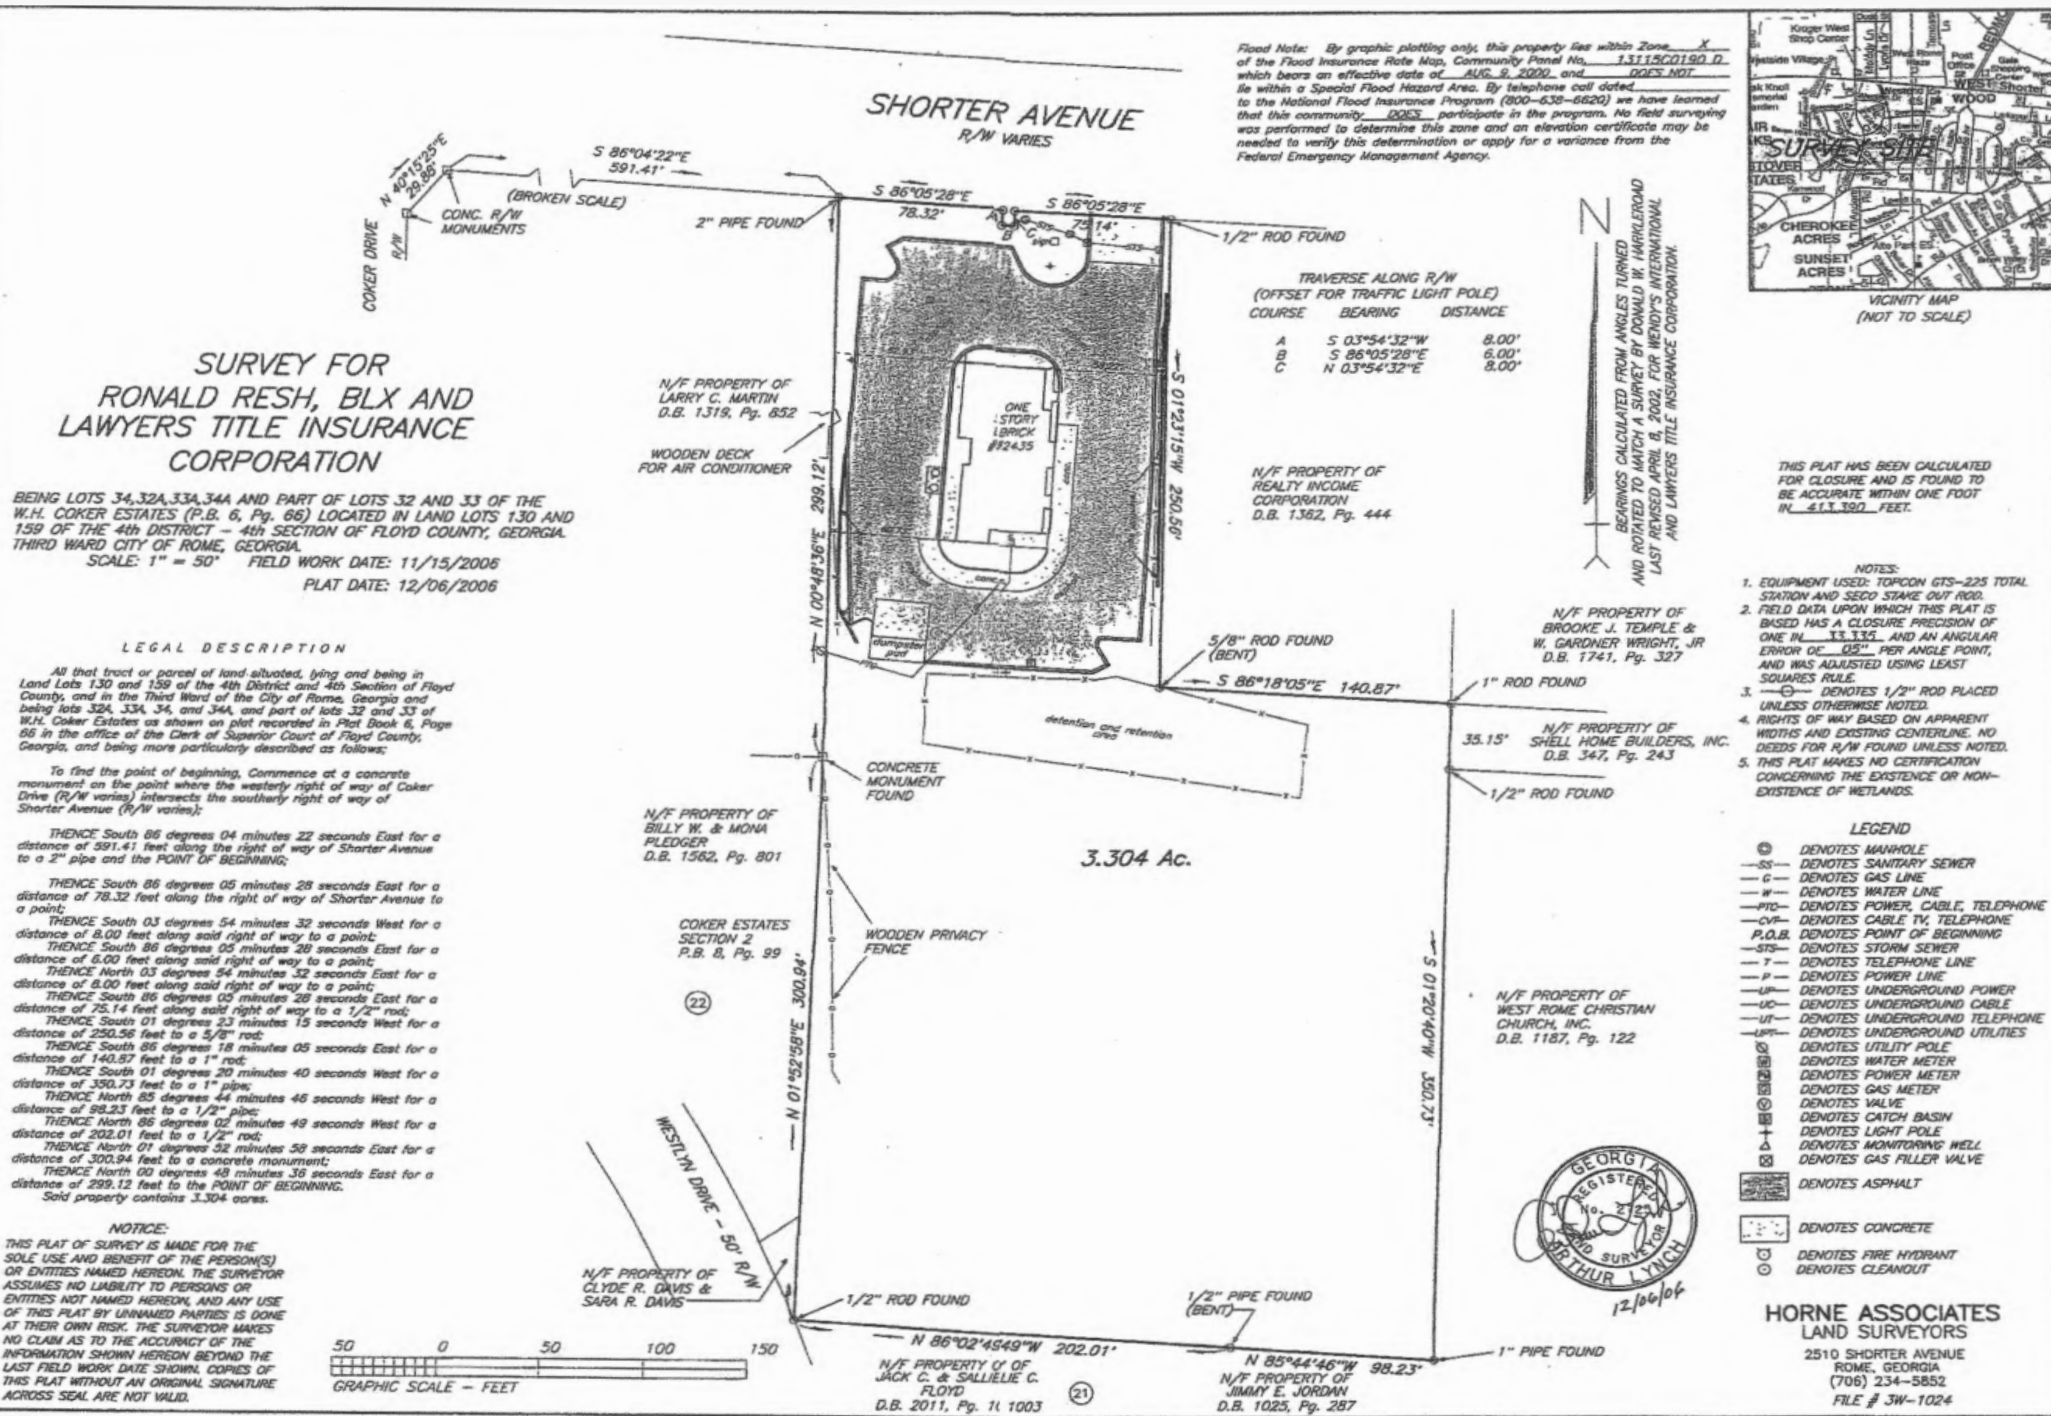 SHORTER AVENUE
R/W VARIES
Flood Note: By graphic plotting only, this property lies within Zone X
of the Flood Insurance Rate Map, Community Panel No. 13115C0190 D
which bears an effective date of AUG. 9, 2000 and DOES NOT
lie within a Special Flood Hazard Area. By telephone call dated
to the National Flood Insurance Program (800-638-6620) we have learned
that this community DOES participate in the program. No field surveying
was performed to determine this zone and an elevation certificate may be
needed to verify this determination or apply for a variance from the
Federal Emergency Management Agency.
Kroger West
Shop Center
Post
Office
WEST
WOOD
Shorter
SURVEY SITE
CHEROKEE
ACRES
Alto Park ES
SUNSET
ACRES
VICINITY MAP
(NOT TO SCALE)
N 40°15'25"E
29.88'
S 86°04'22"E
591.41'
(BROKEN SCALE)
CONC. R/W
MONUMENTS
COKER DRIVE
R/W
2" PIPE FOUND
S 86°05'28"E
78.32'
A
B
C
S 86°05'28"E
75.14'
1/2" ROD FOUND
TRAVERSE ALONG R/W
(OFFSET FOR TRAFFIC LIGHT POLE)
COURSE BEARING DISTANCE
A S 03°54'32"W 8.00'
B S 86°05'28"E 6.00'
C N 03°54'32"E 8.00'
N
BEARINGS CALCULATED FROM ANGLES TURNED
AND ROTATED TO MATCH A SURVEY BY DONALD W. HARKLEROAD
LAST REVISED APRIL 8, 2002, FOR WENDY'S INTERNATIONAL
AND LAWYERS TITLE INSURANCE CORPORATION.
SURVEY FOR
RONALD RESH, BLX AND
LAWYERS TITLE INSURANCE
CORPORATION
BEING LOTS 34,32A,33A,34A AND PART OF LOTS 32 AND 33 OF THE
W.H. COKER ESTATES (P.B. 6, Pg. 66) LOCATED IN LAND LOTS 130 AND
159 OF THE 4th DISTRICT - 4th SECTION OF FLOYD COUNTY, GEORGIA
THIRD WARD CITY OF ROME, GEORGIA.
SCALE: 1" = 50' FIELD WORK DATE: 11/15/2006
PLAT DATE: 12/06/2006
N/F PROPERTY OF
LARRY C. MARTIN
D.B. 1319, Pg. 852
WOODEN DECK
FOR AIR CONDITIONER
N 00°48'36"E 299.12'
ONE
STORY
BRICK
#2435
conc.
conc.
dumpster
pad
PTC
S 01°23'15"W 250.56'
N/F PROPERTY OF
REALTY INCOME
CORPORATION
D.B. 1362, Pg. 444
THIS PLAT HAS BEEN CALCULATED
FOR CLOSURE AND IS FOUND TO
BE ACCURATE WITHIN ONE FOOT
IN 413,390 FEET.
5/8" ROD FOUND
(BENT)
S 86°18'05"E 140.87'
N/F PROPERTY OF
BROOKE J. TEMPLE &
W. GARDNER WRIGHT, JR
D.B. 1741, Pg. 327
1" ROD FOUND
35.15'
N/F PROPERTY OF
SHELL HOME BUILDERS, INC.
D.B. 347, Pg. 243
1/2" ROD FOUND
NOTES:
1. EQUIPMENT USED: TOPCON GTS-225 TOTAL
STATION AND SECO STAKE OUT ROD.
2. FIELD DATA UPON WHICH THIS PLAT IS
BASED HAS A CLOSURE PRECISION OF
ONE IN 33,335 AND AN ANGULAR
ERROR OF 05" PER ANGLE POINT,
AND WAS ADJUSTED USING LEAST
SQUARES RULE.
3. DENOTES 1/2" ROD PLACED
UNLESS OTHERWISE NOTED.
4. RIGHTS OF WAY BASED ON APPARENT
WIDTHS AND EXISTING CENTERLINE. NO
DEEDS FOR R/W FOUND UNLESS NOTED.
5. THIS PLAT MAKES NO CERTIFICATION
CONCERNING THE EXISTENCE OR NON-
EXISTENCE OF WETLANDS.
LEGAL DESCRIPTION
All that tract or parcel of land situated, lying and being in
Land Lots 130 and 159 of the 4th District and 4th Section of Floyd
County, and in the Third Ward of the City of Rome, Georgia and
being lots 32A, 33A, 34, and 34A, and part of lots 32 and 33 of
W.H. Coker Estates as shown on plat recorded in Plat Book 6, Page
66 in the office of the Clerk of Superior Court of Floyd County,
Georgia, and being more particularly described as follows;
To find the point of beginning, Commence at a concrete
monument on the point where the westerly right of way of Coker
Drive (R/W varies) intersects the southerly right of way of
Shorter Avenue (R/W varies);
THENCE South 86 degrees 04 minutes 22 seconds East for a
distance of 591.41 feet along the right of way of Shorter Avenue
to a 2" pipe and the POINT OF BEGINNING;
THENCE South 86 degrees 05 minutes 28 seconds East for a
distance of 78.32 feet along the right of way of Shorter Avenue to
a point;
THENCE South 03 degrees 54 minutes 32 seconds West for a
distance of 8.00 feet along said right of way to a point;
THENCE South 86 degrees 05 minutes 28 seconds East for a
distance of 6.00 feet along said right of way to a point;
THENCE North 03 degrees 54 minutes 32 seconds East for a
distance of 8.00 feet along said right of way to a point;
THENCE South 86 degrees 05 minutes 28 seconds East for a
distance of 75.14 feet along said right of way to a 1/2" rod;
THENCE South 01 degrees 23 minutes 15 seconds West for a
distance of 250.56 feet to a 5/8" rod;
THENCE South 86 degrees 18 minutes 05 seconds East for a
distance of 140.87 feet to a 1" rod;
THENCE South 01 degrees 20 minutes 40 seconds West for a
distance of 350.73 feet to a 1" pipe;
THENCE North 85 degrees 44 minutes 46 seconds West for a
distance of 98.23 feet to a 1/2" pipe;
THENCE North 86 degrees 02 minutes 49 seconds West for a
distance of 202.01 feet to a 1/2" rod;
THENCE North 01 degrees 52 minutes 58 seconds East for a
distance of 300.94 feet to a concrete monument;
THENCE North 00 degrees 48 minutes 36 seconds East for a
distance of 299.12 feet to the POINT OF BEGINNING.
Said property contains 3.304 acres.
detention and retention
area
CONCRETE
MONUMENT
FOUND
N/F PROPERTY OF
BILLY W. & MONA
PLEDGER
D.B. 1562, Pg. 801
3.304 Ac.
COKER ESTATES
SECTION 2
P.B. 8, Pg. 99
WOODEN PRIVACY
FENCE
22
N 01°52'58"E 300.94'
S 01°20'40"W 350.73'
N/F PROPERTY OF
WEST ROME CHRISTIAN
CHURCH, INC.
D.B. 1187, Pg. 122
LEGEND
DENOTES MANHOLE
SS DENOTES SANITARY SEWER
G DENOTES GAS LINE
W DENOTES WATER LINE
PTC DENOTES POWER, CABLE, TELEPHONE
CVT DENOTES CABLE TV, TELEPHONE
P.O.B. DENOTES POINT OF BEGINNING
STS DENOTES STORM SEWER
T DENOTES TELEPHONE LINE
P DENOTES POWER LINE
UP DENOTES UNDERGROUND POWER
UC DENOTES UNDERGROUND CABLE
UT DENOTES UNDERGROUND TELEPHONE
UPT DENOTES UNDERGROUND UTILITIES
DENOTES UTILITY POLE
DENOTES WATER METER
DENOTES POWER METER
DENOTES GAS METER
DENOTES VALVE
DENOTES CATCH BASIN
DENOTES LIGHT POLE
DENOTES MONITORING WELL
DENOTES GAS FILLER VALVE
DENOTES ASPHALT
DENOTES CONCRETE
DENOTES FIRE HYDRANT
DENOTES CLEANOUT
WESTLYN DRIVE - 50' R/W
N/F PROPERTY OF
CLYDE R. DAVIS &
SARA R. DAVIS
GEORGIA
REGISTERED
No.
LAND SURVEYOR
ARTHUR LYNCH
12/06/06
NOTICE:
THIS PLAT OF SURVEY IS MADE FOR THE
SOLE USE AND BENEFIT OF THE PERSON(S)
OR ENTITIES NAMED HEREON. THE SURVEYOR
ASSUMES NO LIABILITY TO PERSONS OR
ENTITIES NOT NAMED HEREON, AND ANY USE
OF THIS PLAT BY UNNAMED PARTIES IS DONE
AT THEIR OWN RISK. THE SURVEYOR MAKES
NO CLAIM AS TO THE ACCURACY OF THE
INFORMATION SHOWN HEREON BEYOND THE
LAST FIELD WORK DATE SHOWN. COPIES OF
THIS PLAT WITHOUT AN ORIGINAL SIGNATURE
ACROSS SEAL ARE NOT VALID.
50 0 50 100 150
GRAPHIC SCALE - FEET
1/2" ROD FOUND
N 86°02'4949"W 202.01'
1/2" PIPE FOUND
(BENT)
N 85°44'46"W 98.23'
1" PIPE FOUND
N/F PROPERTY O' OF
JACK C. & SALLIELIE C.
FLOYD
D.B. 2011, Pg. 1( 1003
21
N/F PROPERTY OF
JIMMY E. JORDAN
D.B. 1025, Pg. 287
HORNE ASSOCIATES
LAND SURVEYORS
2510 SHORTER AVENUE
ROME, GEORGIA
(706) 234-5852
FILE # 3W-1024